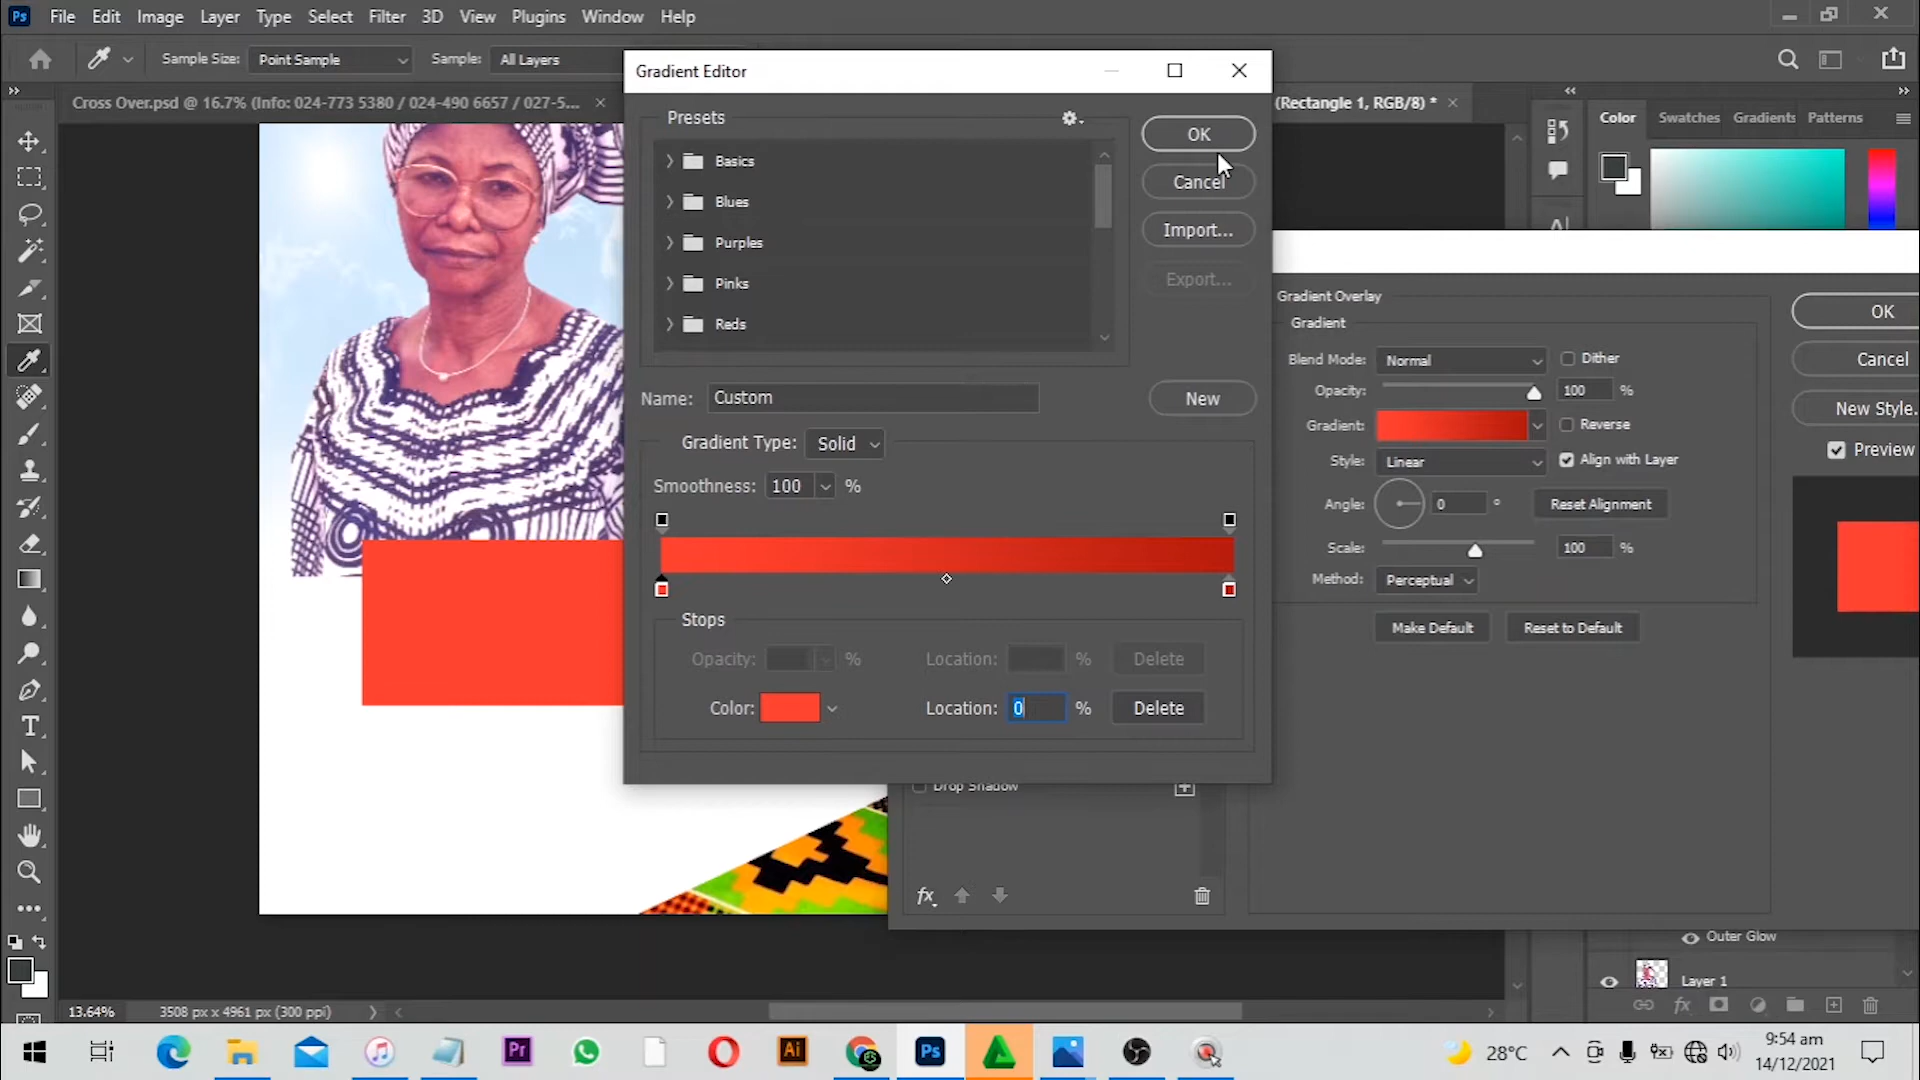 Ps File Edit Image Layer Type Select Filter 3D View Plugins Window Help
Sample Size: Point Sample Sample: All Layers
Cross Over.psd @ 16.7% (Info: 024-773 5380 / 024-490 6657 / 027-5...
(Rectangle 1, RGB/8) *
Gradient Editor
Presets
Basics
Blues
Purples
Pinks
Reds
OK
Cancel
Import...
Export...
Name: Custom
New
Gradient Type: Solid
Smoothness: 100 %
Stops
Opacity: % Location: % Delete
Color: Location: 0 % Delete
Color Swatches Gradients Patterns
Gradient Overlay
Gradient
Blend Mode: Normal Dither
Opacity: 100 %
Gradient: Reverse
Style: Linear Align with Layer
Angle: 0 ° Reset Alignment
Scale: 100 %
Method: Perceptual
Make Default Reset to Default
OK
Cancel
New Style...
Preview
Drop Shadow
fx
Outer Glow
Layer 1
fx
13.64% 3508 px x 4961 px (300 ppi)
Pr Ai Ps
28°C
9:54 am
14/12/2021